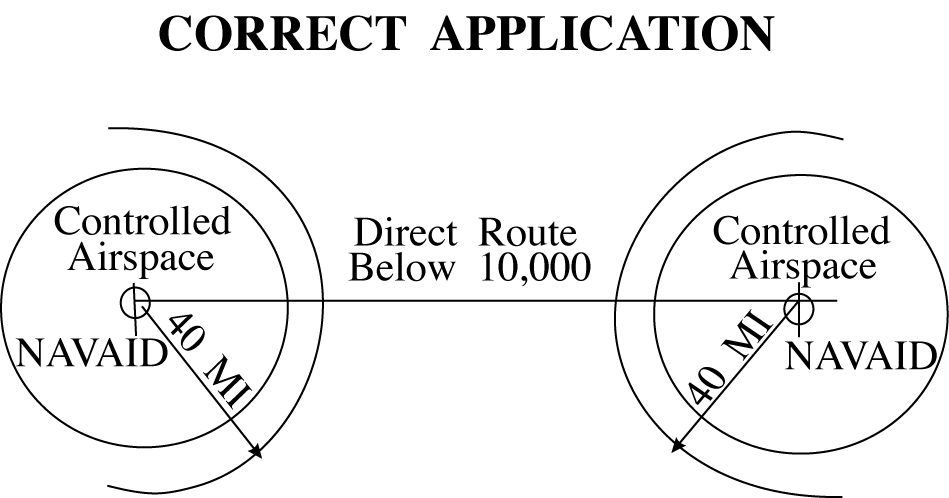 CORRECT APPLICATION
Controlled
Airspace
Direct Route
Below 10,000
Controlled
Airspace
NAVAID
40 MI
40 MI
NAVAID